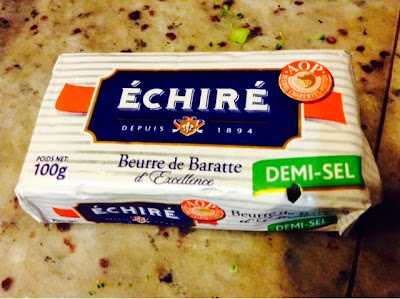 AOP
ÉCHIRÉ
DEPUIS 1894
POIDS NET:
100g
Beurre de Baratte
d'Excellence
DEMI-SEL
ÉCHIRÉ
Beurre de Baratte
DEMI-SEL